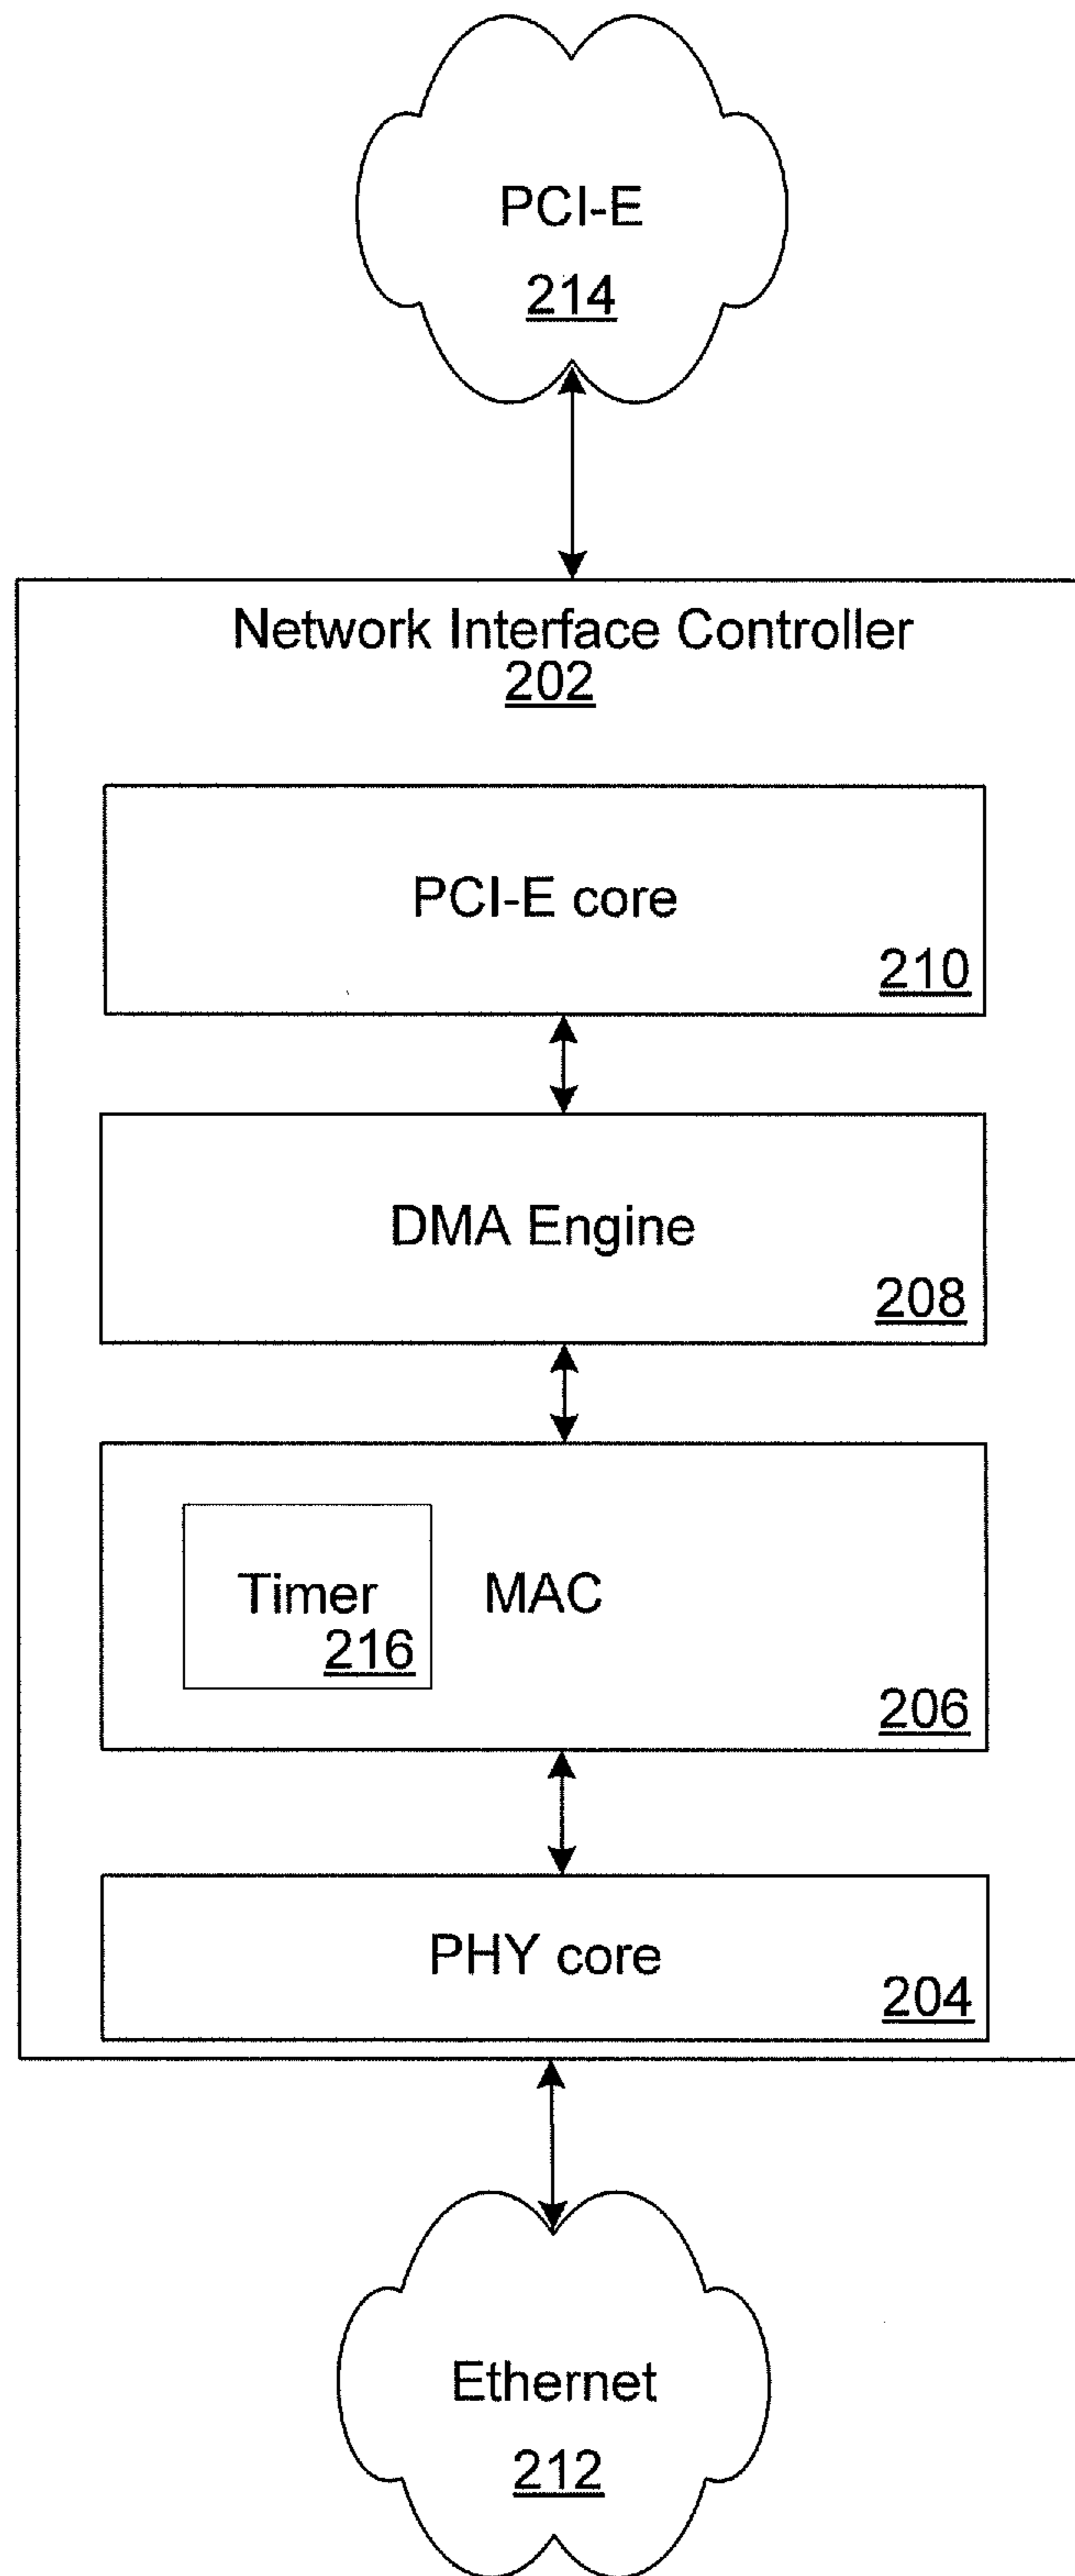 PCI-E
214
Network Interface Controller
202
PCI-E core
210
DMA Engine
208
Timer
216
MAC
206
PHY core
204
Ethernet
212